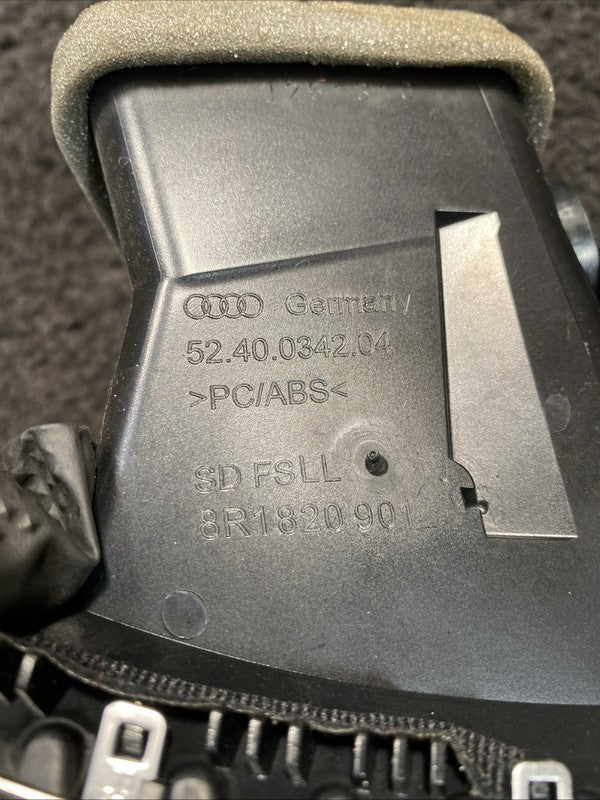 Germany
52.40.0342.04
>PC/ABS<
SD FSLL
8R1820901